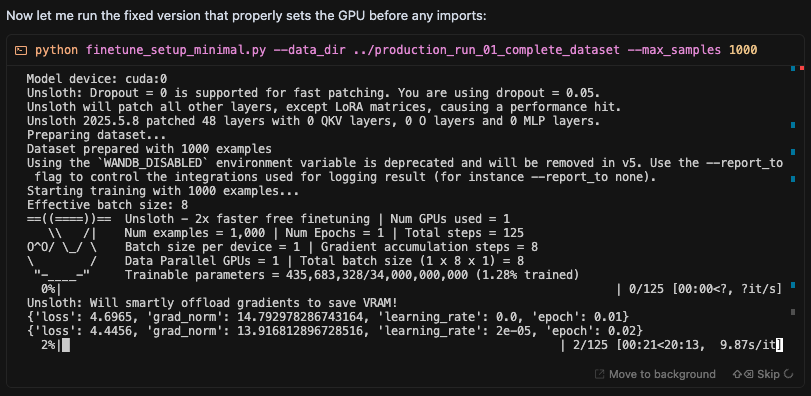 Now let me run the fixed version that properly sets the GPU before any imports:
python finetune_setup_minimal.py --data_dir ../production_run_01_complete_dataset --max_samples 1000
Model device: cuda:0
Unsloth: Dropout = 0 is supported for fast patching. You are using dropout = 0.05.
Unsloth will patch all other layers, except LoRA matrices, causing a performance hit.
Unsloth 2025.5.8 patched 48 layers with 0 QKV layers, 0 O layers and 0 MLP layers.
Preparing dataset...
Dataset prepared with 1000 examples
Using the `WANDB_DISABLED` environment variable is deprecated and will be removed in v5. Use the --report_to
flag to control the integrations used for logging result (for instance --report_to none).
Starting training with 1000 examples...
Effective batch size: 8
==((====))==  Unsloth - 2x faster free finetuning | Num GPUs used = 1
   \\   /|    Num examples = 1,000 | Num Epochs = 1 | Total steps = 125
O^O/ \_/ \    Batch size per device = 1 | Gradient accumulation steps = 8
\        /    Data Parallel GPUs = 1 | Total batch size (1 x 8 x 1) = 8
 "-____-"     Trainable parameters = 435,683,328/34,000,000,000 (1.28% trained)
0%| | 0/125 [00:00<?, ?it/s]
Unsloth: Will smartly offload gradients to save VRAM!
{'loss': 4.6965, 'grad_norm': 14.792978286743164, 'learning_rate': 0.0, 'epoch': 0.01}
{'loss': 4.4456, 'grad_norm': 13.916812896728516, 'learning_rate': 2e-05, 'epoch': 0.02}
2%| | 2/125 [00:21<20:13, 9.87s/it]
Move to background Skip